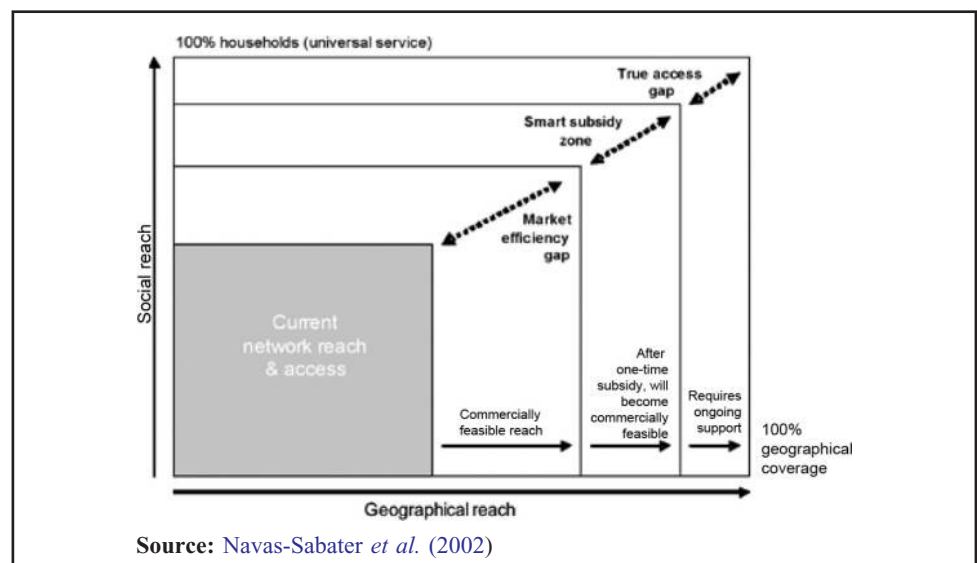 100% households (universal service)
True access
gap
Smart subsidy
zone
Market
efficiency
gap
Social reach
Current
network reach
& access
Commercially
feasible reach
After
one-time
subsidy, will
become
commercially
feasible
Requires
ongoing
support
100%
geographical
coverage
Geographical reach
Source: Navas-Sabater et al. (2002)